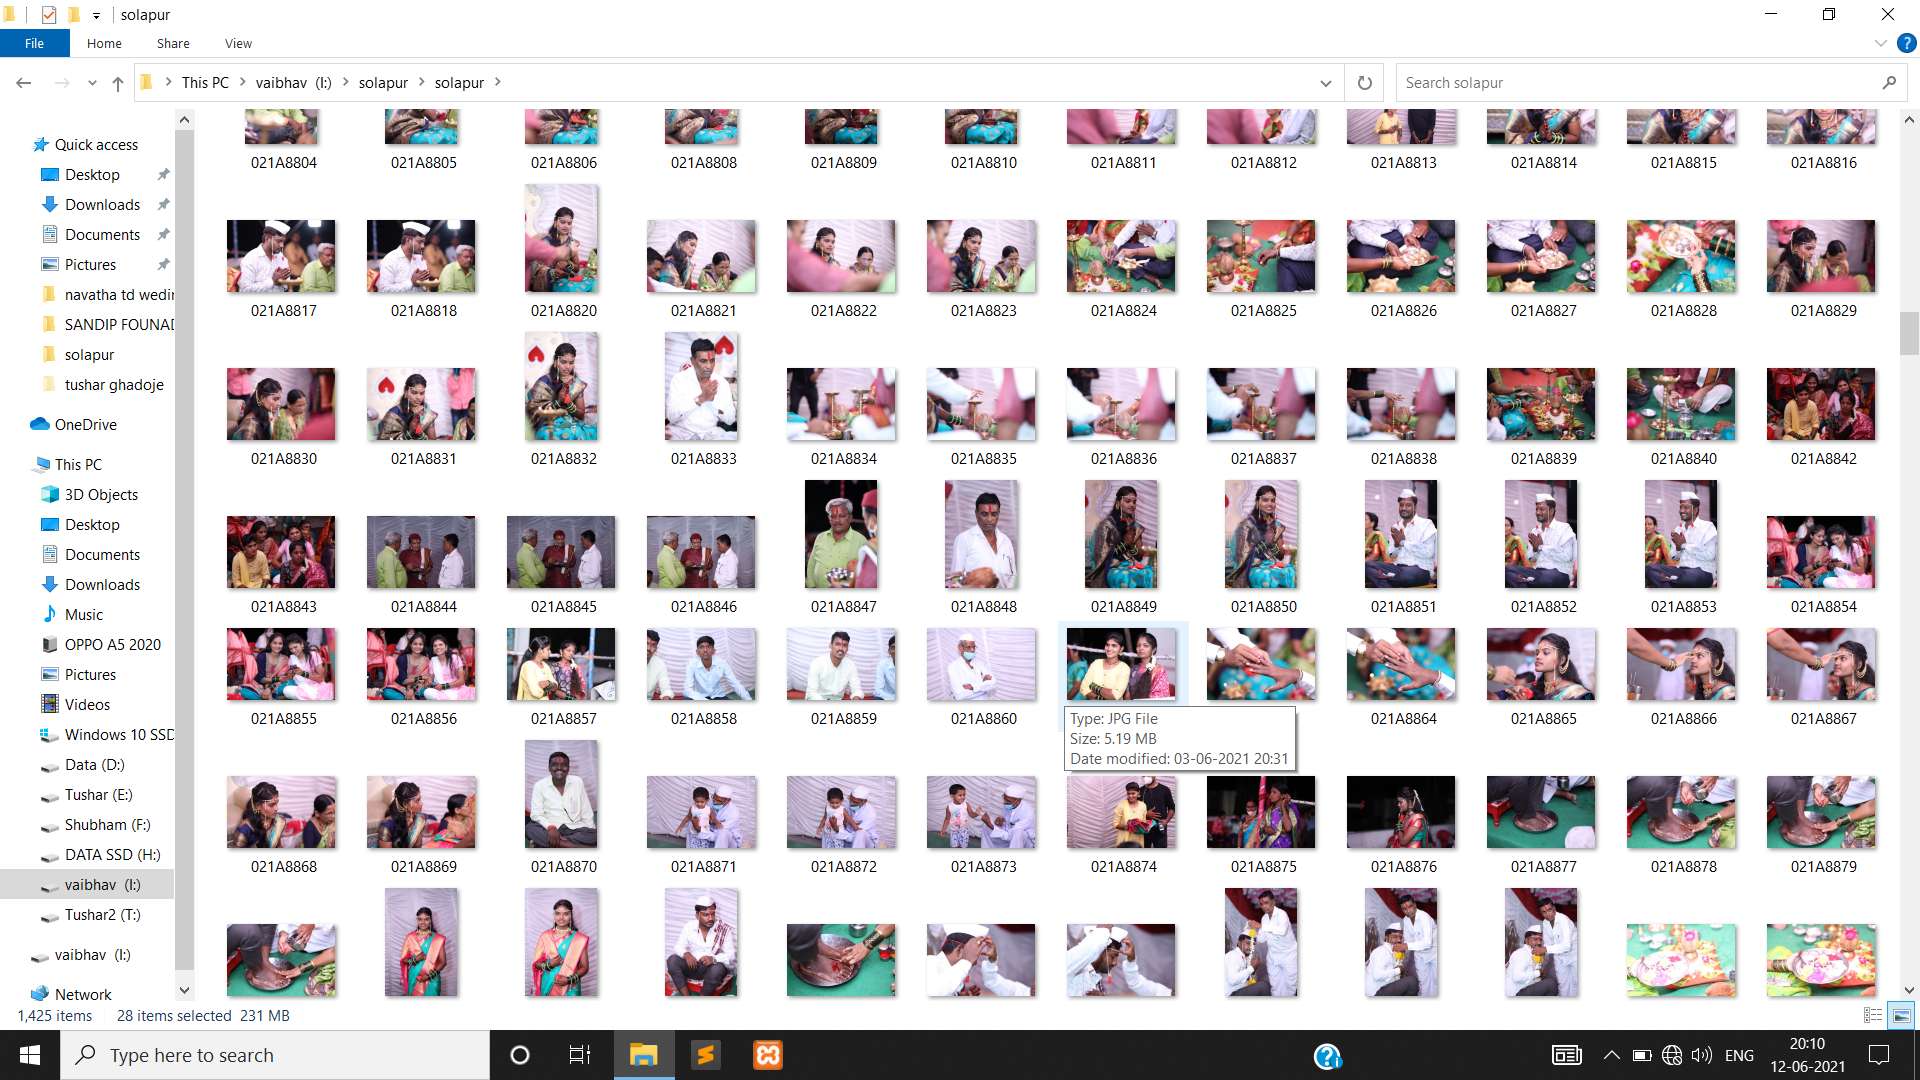 solapur
File Home Share View
This PC vaibhav (I:) solapur solapur
Search solapur
Quick access
Desktop
Downloads
Documents
Pictures
navatha td wedin
SANDIP FOUNAD
solapur
tushar ghadoje
OneDrive
This PC
3D Objects
Desktop
Documents
Downloads
Music
OPPO A5 2020
Pictures
Videos
Windows 10 SSD
Data (D:)
Tushar (E:)
Shubham (F:)
DATA SSD (H:)
vaibhav (I:)
Tushar2 (T:)
vaibhav (I:)
Network
021A8804 021A8805 021A8806 021A8808 021A8809 021A8810 021A8811 021A8812 021A8813 021A8814 021A8815 021A8816
021A8817 021A8818 021A8820 021A8821 021A8822 021A8823 021A8824 021A8825 021A8826 021A8827 021A8828 021A8829
021A8830 021A8831 021A8832 021A8833 021A8834 021A8835 021A8836 021A8837 021A8838 021A8839 021A8840 021A8842
021A8843 021A8844 021A8845 021A8846 021A8847 021A8848 021A8849 021A8850 021A8851 021A8852 021A8853 021A8854
021A8855 021A8856 021A8857 021A8858 021A8859 021A8860 021A8864 021A8865 021A8866 021A8867
Type: JPG File
Size: 5.19 MB
Date modified: 03-06-2021 20:31
021A8868 021A8869 021A8870 021A8871 021A8872 021A8873 021A8874 021A8875 021A8876 021A8877 021A8878 021A8879
1,425 items 28 items selected 231 MB
Type here to search
ENG
20:10
12-06-2021